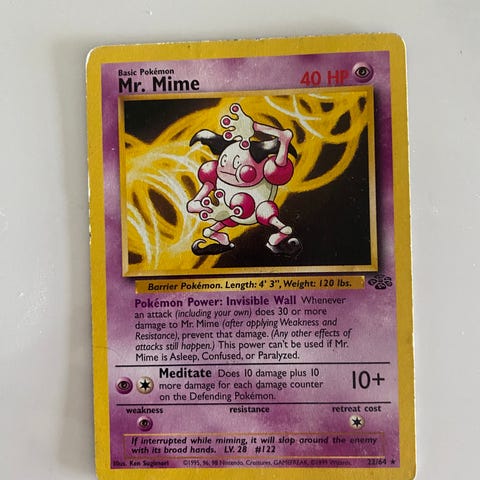 Basic Pokémon
Mr. Mime 40 HP
Barrier Pokémon. Length: 4' 3", Weight: 120 lbs.
Pokémon Power: Invisible Wall Whenever
an attack (including your own) does 30 or more
damage to Mr. Mime (after applying Weakness and
Resistance), prevent that damage. (Any other effects of
attacks still happen.) This power can't be used if Mr.
Mime is Asleep, Confused, or Paralyzed.
Meditate Does 10 damage plus 10
more damage for each damage counter
on the Defending Pokémon. 10+
weakness resistance retreat cost
If interrupted while miming, it will slap around the enemy
with its broad hands. LV. 28 #122
Illus. Ken Sugimori ©1995, 96, 98 Nintendo, Creatures, GAMEFREAK. ©1999 Wizards. 22/64 ★